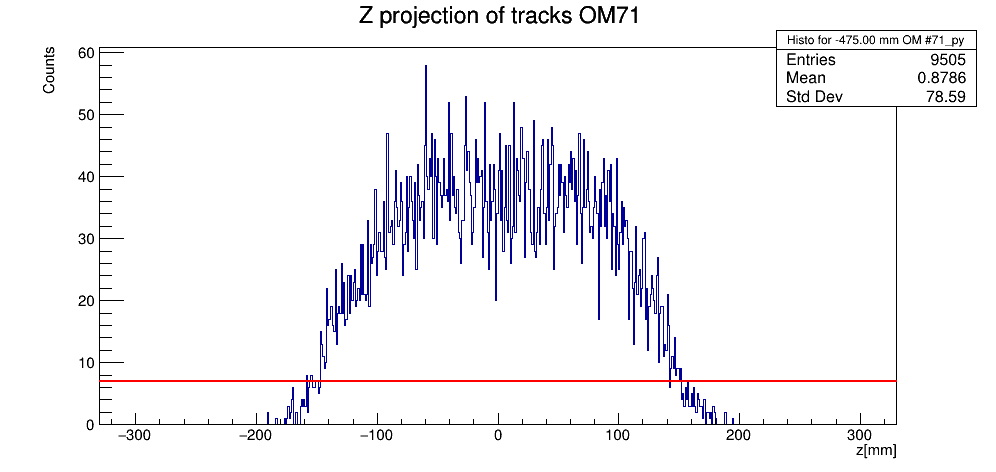 Z projection of tracks OM71
Histo for -475.00 mm OM #71_py
Entries 9505
Mean 0.8786
Std Dev 78.59
Counts
60
50
40
30
20
10
0
−300 −200 −100 0 100 200 300
z[mm]